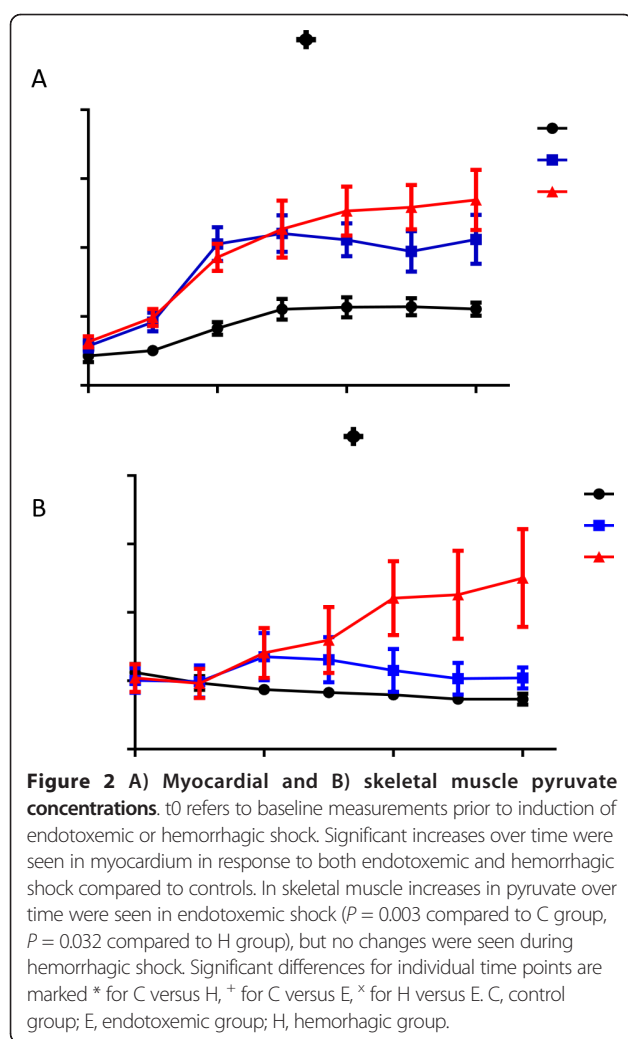 A
B
Figure 2 A) Myocardial and B) skeletal muscle pyruvate
concentrations. t0 refers to baseline measurements prior to induction of
endotoxemic or hemorrhagic shock. Significant increases over time were
seen in myocardium in response to both endotoxemic and hemorrhagic
shock compared to controls. In skeletal muscle increases in pyruvate over
time were seen in endotoxemic shock (P = 0.003 compared to C group,
P = 0.032 compared to H group), but no changes were seen during
hemorrhagic shock. Significant differences for individual time points are
marked * for C versus H, + for C versus E, x for H versus E. C, control
group; E, endotoxemic group; H, hemorrhagic group.